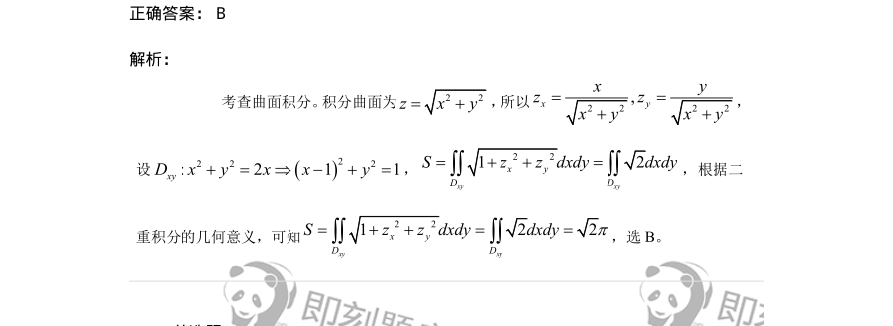 正确答案： B
解析：
考查曲面积分。积分曲面为 z = √(x² + y²) ，所以 z_x = x/√(x² + y²), z_y = y/√(x² + y²) ，
设 D_xy : x² + y² = 2x ⇒ (x − 1)² + y² = 1 ， S = ∬_{D_xy} √(1 + z_x² + z_y²) dxdy = ∬_{D_xy} √2 dxdy ，根据二
重积分的几何意义，可知 S = ∬_{D_xy} √(1 + z_x² + z_y²) dxdy = ∬_{D_xy} √2 dxdy = √2π ，选 B。
即刻题
即刻